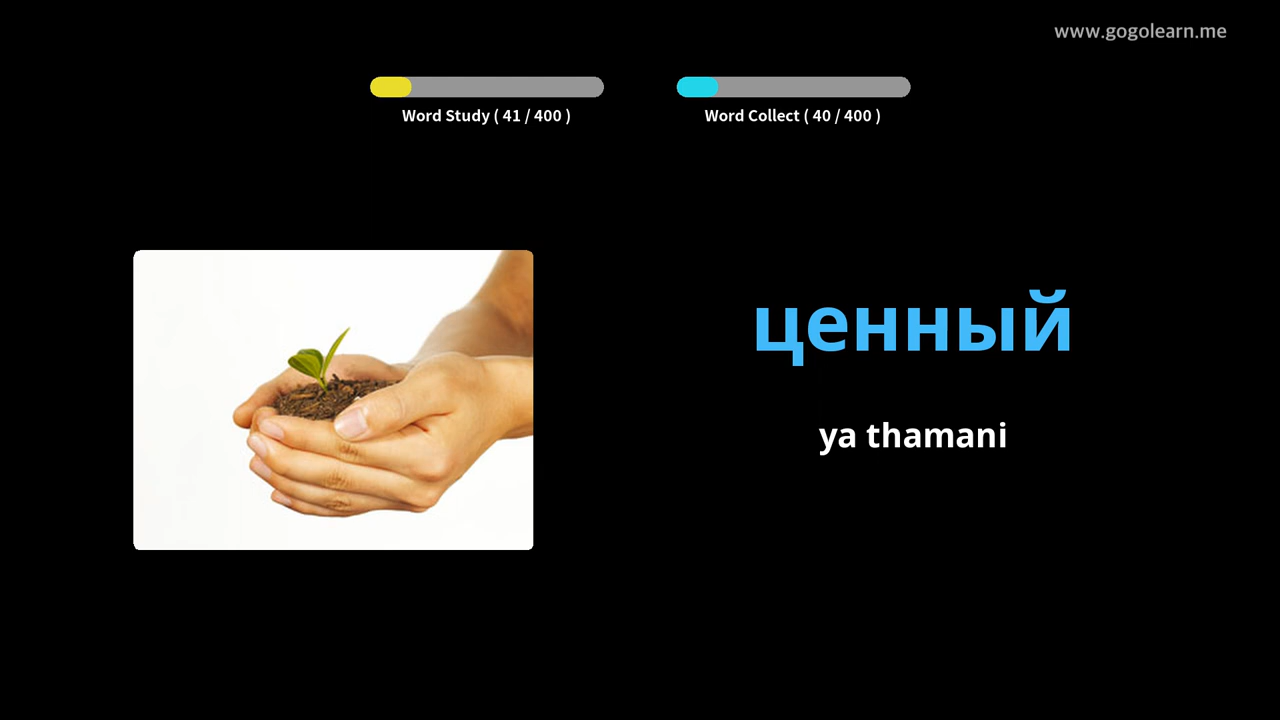 www.gogolearn.me
Word Study ( 41 / 400 )
Word Collect ( 40 / 400 )
ценный
ya thamani